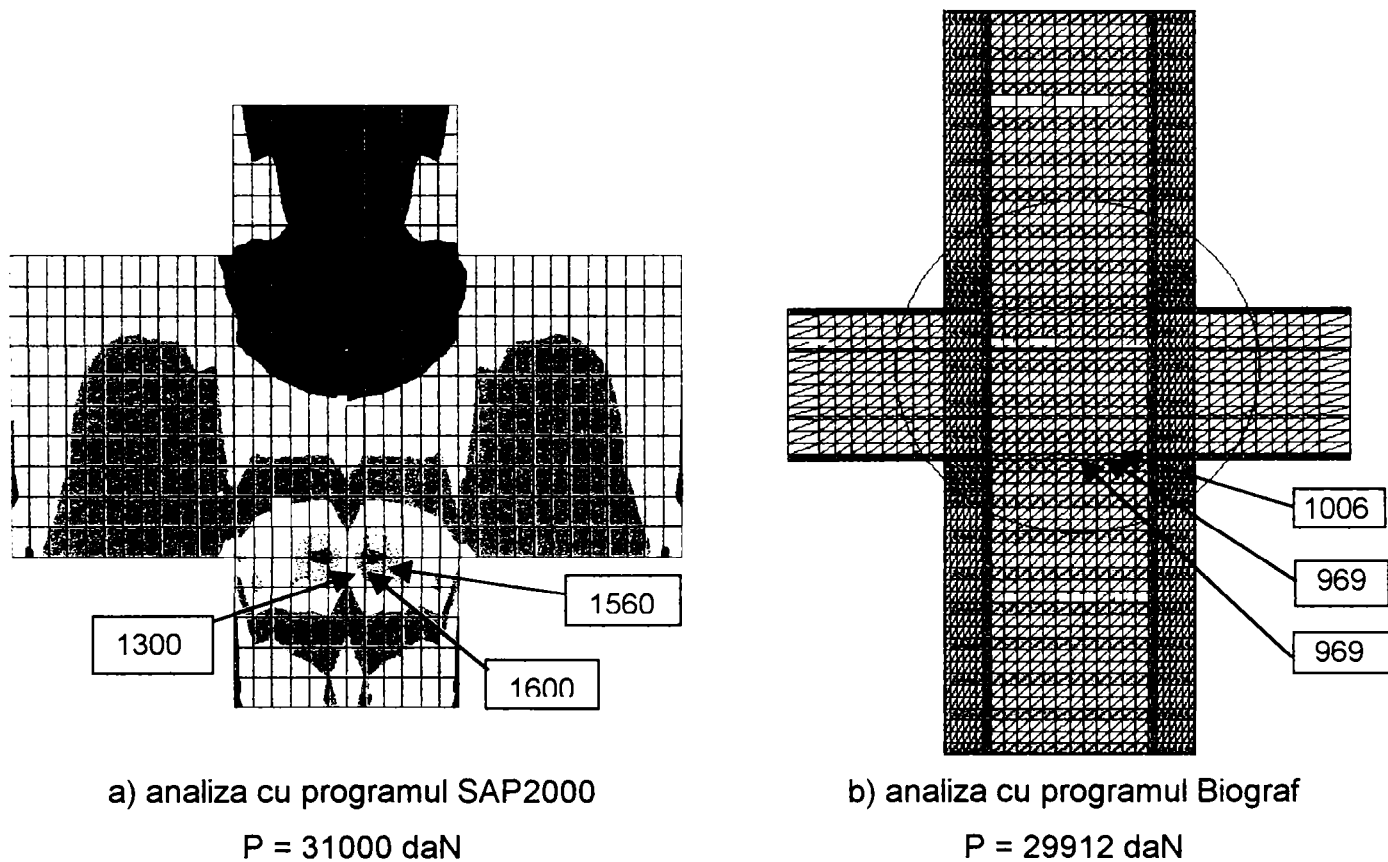 1300
1560
1600
1006
969
969
a) analiza cu programul SAP2000
P = 31000 daN
b) analiza cu programul Biograf
P = 29912 daN